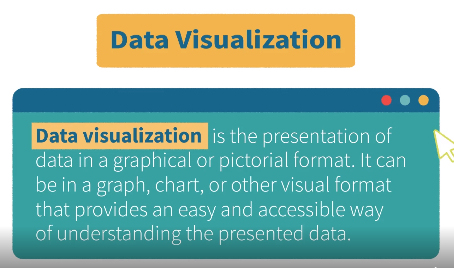 Data Visualization
Data visualization is the presentation of
data in a graphical or pictorial format. It can
be in a graph, chart, or other visual format
that provides an easy and accessible way
of understanding the presented data.